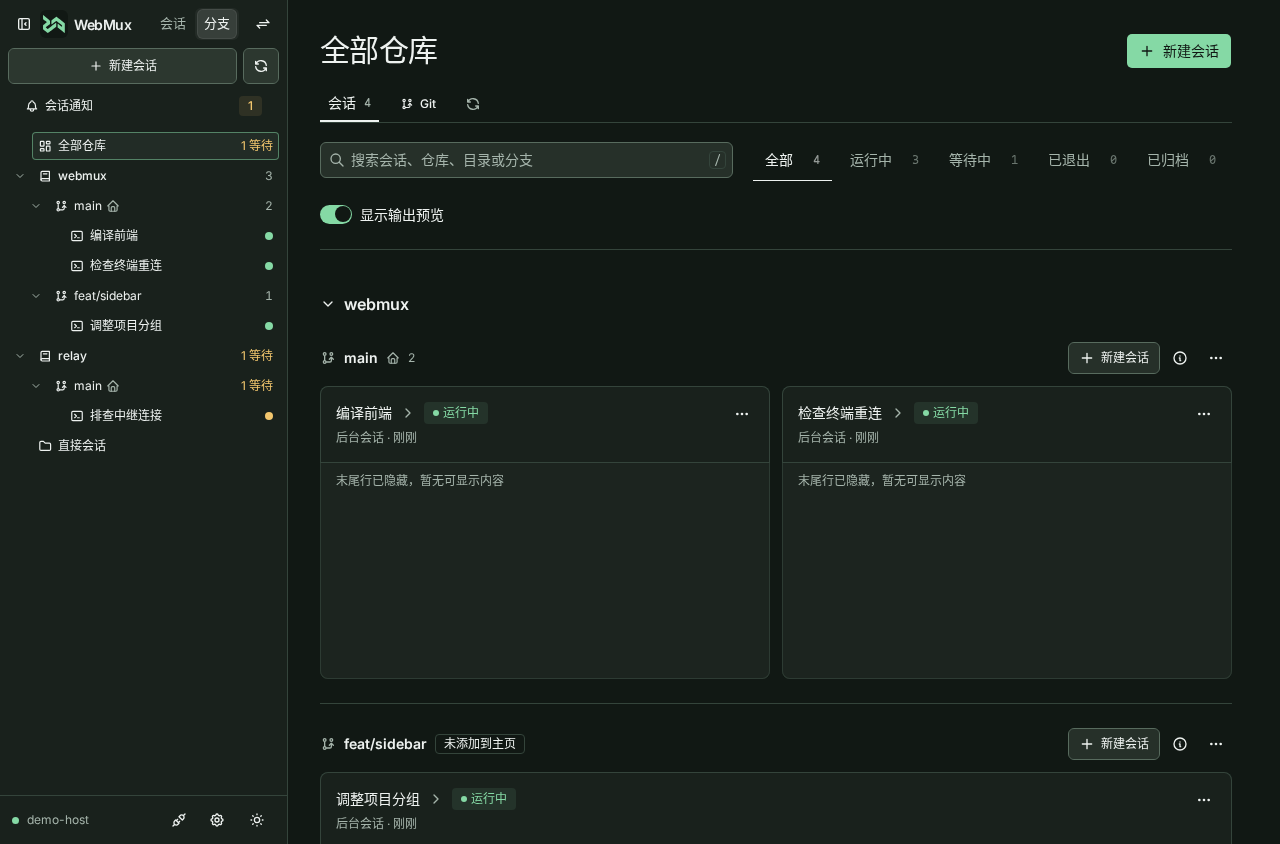 WebMux 会话 分支
新建会话
会话通知 1
全部仓库 1 等待
webmux 3
main 2
编译前端
检查终端重连
feat/sidebar 1
调整项目分组
relay 1 等待
main 1 等待
排查中继连接
直接会话
demo-host
全部仓库
新建会话
会话 4 Git
搜索会话、仓库、目录或分支 /
全部 4 运行中 3 等待中 1 已退出 0 已归档 0
显示输出预览
webmux
main 2 新建会话
编译前端 运行中
后台会话 · 刚刚
末尾行已隐藏，暂无可显示内容
检查终端重连 运行中
后台会话 · 刚刚
末尾行已隐藏，暂无可显示内容
feat/sidebar 未添加到主页 新建会话
调整项目分组 运行中
后台会话 · 刚刚